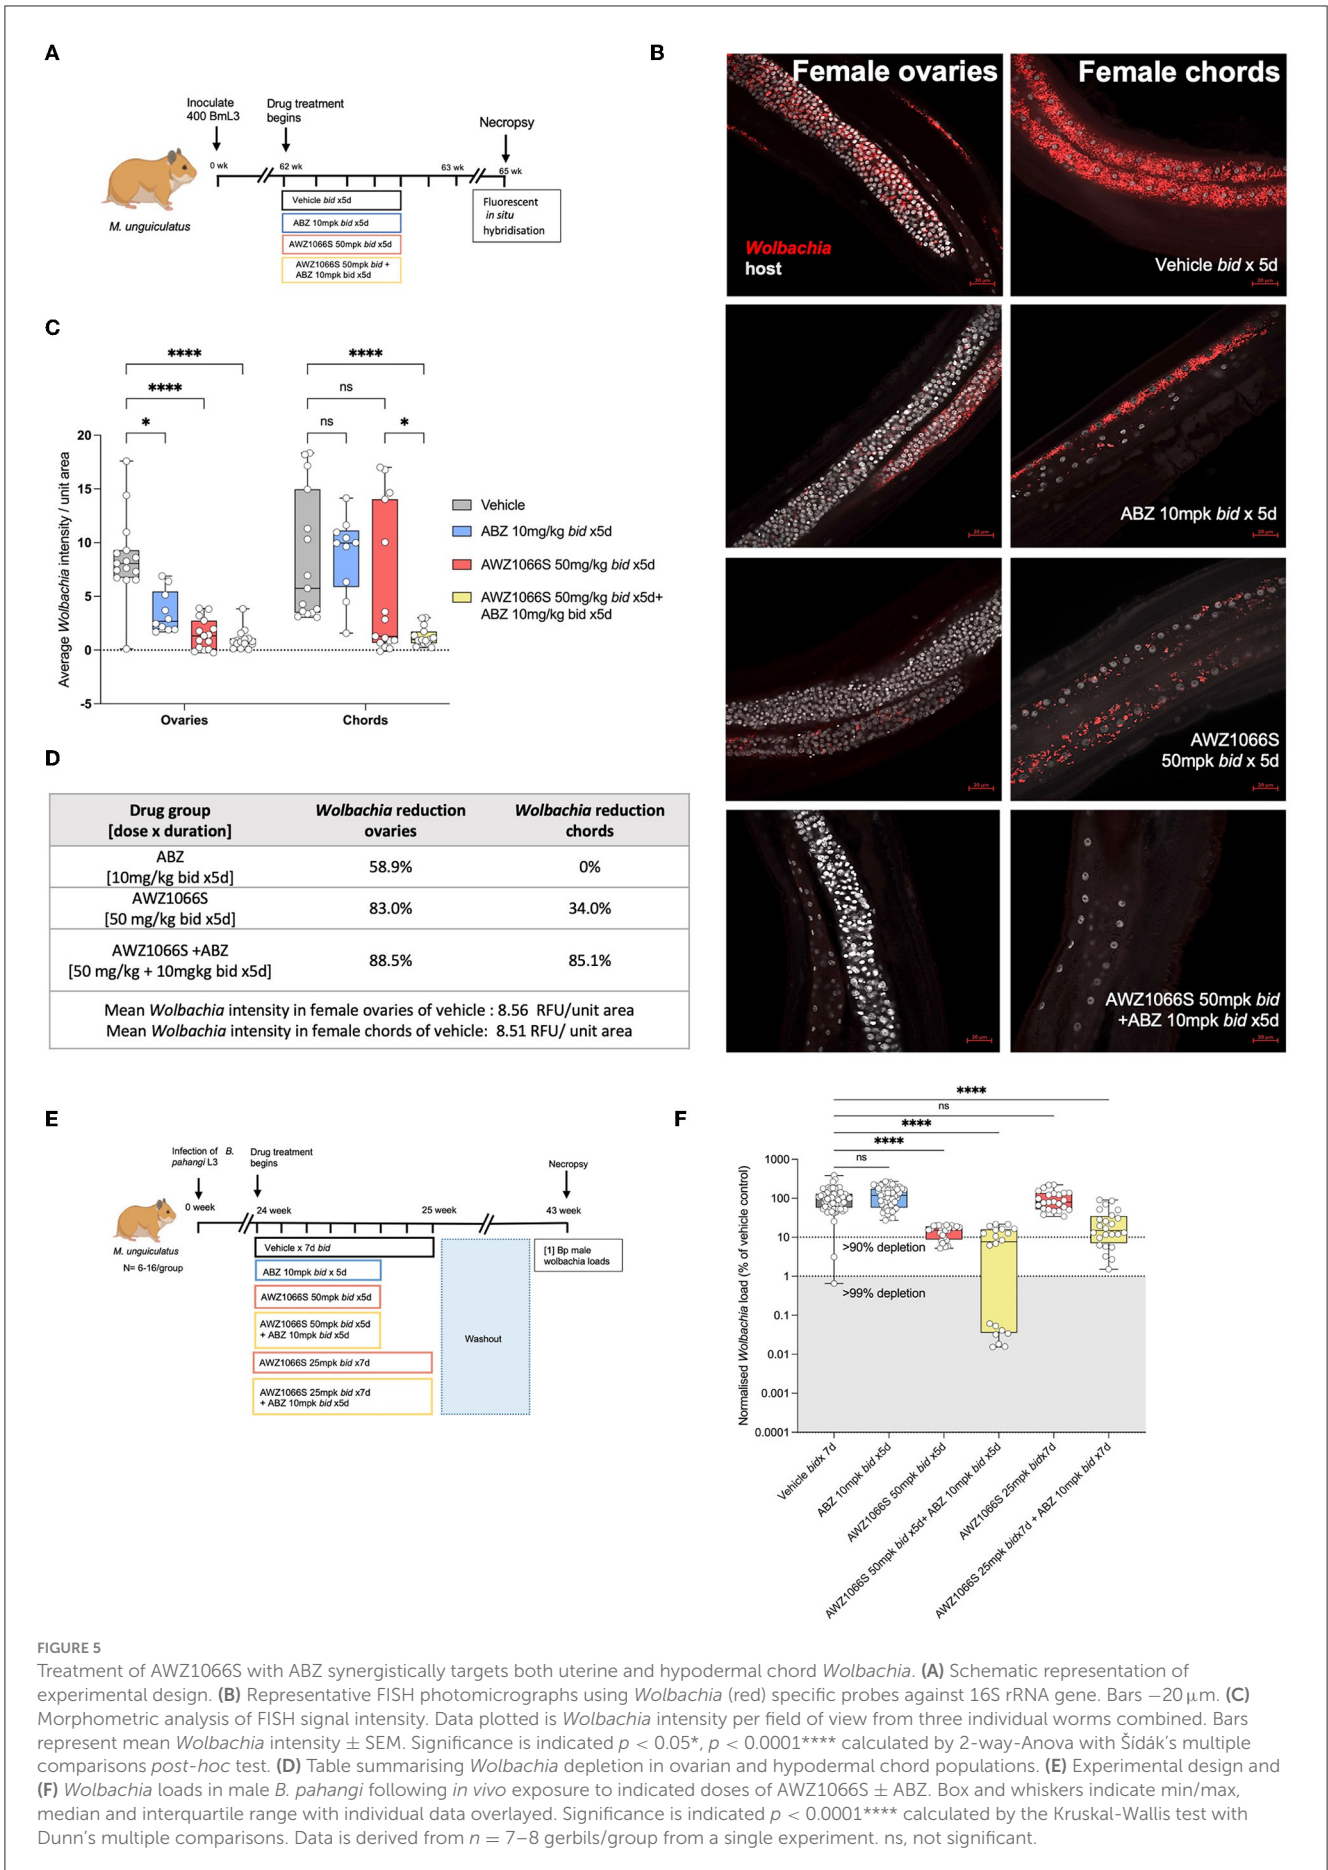 A
Inoculate
400 BmL3
Drug treatment
begins
Necropsy
0 wk
62 wk
63 wk
65 wk
M. unguiculatus
Vehicle bid x5d
ABZ 10mpk bid x5d
AWZ1066S 50mpk bid x5d
AWZ1066S 50mpk bid +
ABZ 10mpk bid x5d
Fluorescent
in situ
hybridisation
B
Female ovaries
Female chords
Wolbachia
host
Vehicle bid x 5d
20 µm
20 µm
ABZ 10mpk bid x 5d
20 µm
20 µm
AWZ1066S
50mpk bid x 5d
20 µm
20 µm
AWZ1066S 50mpk bid
+ABZ 10mpk bid x5d
20 µm
20 µm
C
****
****
*
****
ns
ns
*
Average Wolbachia intensity / unit area
20
15
10
5
0
-5
Ovaries
Chords
Vehicle
ABZ 10mg/kg bid x5d
AWZ1066S 50mg/kg bid x5d
AWZ1066S 50mg/kg bid x5d+
ABZ 10mg/kg bid x5d
D
Drug group
[dose x duration]
Wolbachia reduction
ovaries
Wolbachia reduction
chords
ABZ
[10mg/kg bid x5d]
58.9%
0%
AWZ1066S
[50 mg/kg bid x5d]
83.0%
34.0%
AWZ1066S +ABZ
[50 mg/kg + 10mgkg bid x5d]
88.5%
85.1%
Mean Wolbachia intensity in female ovaries of vehicle : 8.56 RFU/unit area
Mean Wolbachia intensity in female chords of vehicle: 8.51 RFU/ unit area
E
Infection of B.
pahangi L3
Drug treatment
begins
Necropsy
0 week
24 week
25 week
43 week
M. unguiculatus
N= 6-16/group
Vehicle x 7d bid
ABZ 10mpk bid x 5d
AWZ1066S 50mpk bid x5d
AWZ1066S 50mpk bid x5d
+ ABZ 10mpk bid x5d
AWZ1066S 25mpk bid x7d
AWZ1066S 25mpk bid x7d
+ ABZ 10mpk bid x5d
Washout
[1] Bp male
wolbachia loads
F
****
ns
****
****
ns
Normalised Wolbachia load (% of vehicle control)
1000
100
10
1
0.1
0.01
0.001
0.0001
>90% depletion
>99% depletion
Vehicle bidx 7d
ABZ 10mpk bid x5d
AWZ1066S 50mpk bid x5d
AWZ1066S 50mpk bid x5d+ ABZ 10mpk bid x5d
AWZ1066S 25mpk bidx7d
AWZ1066S 25mpk bidx7d + ABZ 10mpk bid x7d
FIGURE 5
Treatment of AWZ1066S with ABZ synergistically targets both uterine and hypodermal chord Wolbachia. (A) Schematic representation of
experimental design. (B) Representative FISH photomicrographs using Wolbachia (red) specific probes against 16S rRNA gene. Bars −20 µm. (C)
Morphometric analysis of FISH signal intensity. Data plotted is Wolbachia intensity per field of view from three individual worms combined. Bars
represent mean Wolbachia intensity ± SEM. Significance is indicated p < 0.05*, p < 0.0001**** calculated by 2-way-Anova with Šídák's multiple
comparisons post-hoc test. (D) Table summarising Wolbachia depletion in ovarian and hypodermal chord populations. (E) Experimental design and
(F) Wolbachia loads in male B. pahangi following in vivo exposure to indicated doses of AWZ1066S ± ABZ. Box and whiskers indicate min/max,
median and interquartile range with individual data overlayed. Significance is indicated p < 0.0001**** calculated by the Kruskal-Wallis test with
Dunn's multiple comparisons. Data is derived from n = 7–8 gerbils/group from a single experiment. ns, not significant.